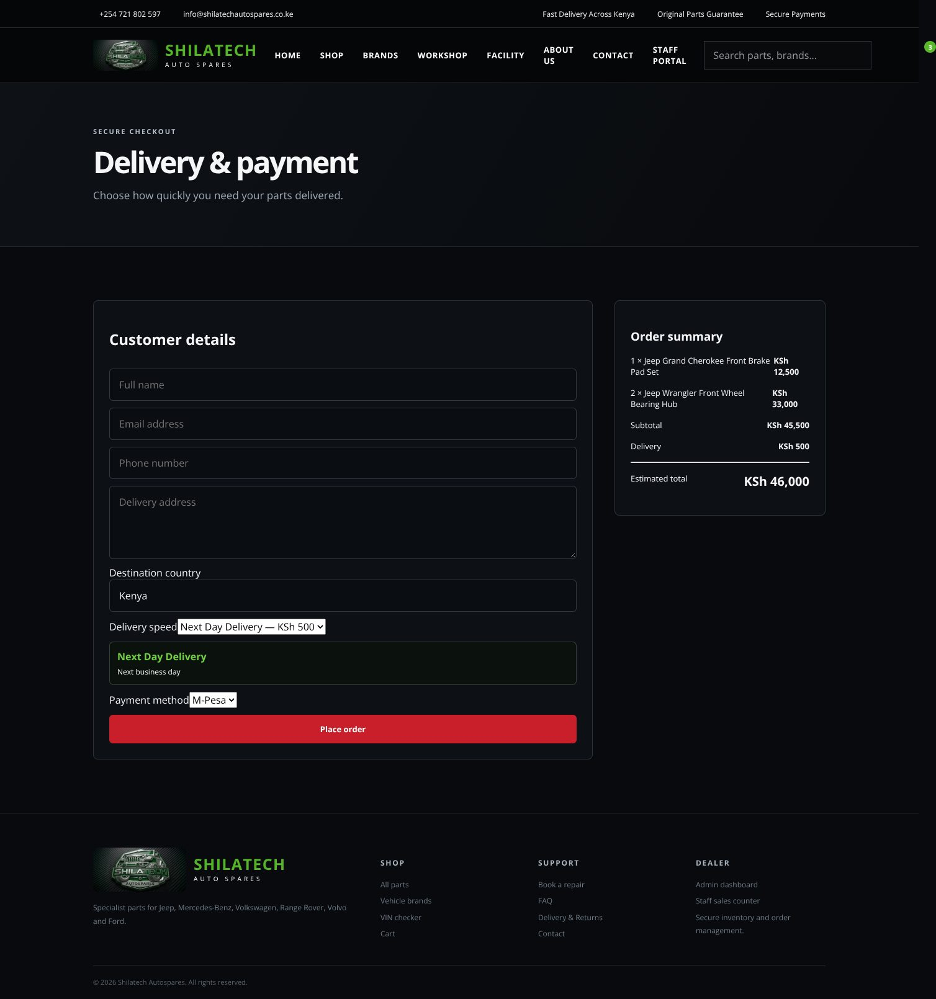 +254 721 802 597
info@shilatechautospares.co.ke
Fast Delivery Across Kenya
Original Parts Guarantee
Secure Payments
SHILATECH
SHILATECH
AUTO SPARES
HOME
SHOP
BRANDS
WORKSHOP
FACILITY
ABOUT
US
CONTACT
STAFF
PORTAL
Search parts, brands...
3
SECURE CHECKOUT
Delivery & payment
Choose how quickly you need your parts delivered.
Customer details
Full name
Email address
Phone number
Delivery address
Destination country
Kenya
Delivery speed Next Day Delivery — KSh 500
Next Day Delivery
Next business day
Payment method M-Pesa
Place order
Order summary
1 × Jeep Grand Cherokee Front Brake KSh
Pad Set 12,500
2 × Jeep Wrangler Front Wheel KSh
Bearing Hub 33,000
Subtotal KSh 45,500
Delivery KSh 500
Estimated total KSh 46,000
SHILATECH
AUTOSPARES
SHILATECH
AUTO SPARES
Specialist parts for Jeep, Mercedes-Benz, Volkswagen, Range Rover, Volvo
and Ford.
SHOP
All parts
Vehicle brands
VIN checker
Cart
SUPPORT
Book a repair
FAQ
Delivery & Returns
Contact
DEALER
Admin dashboard
Staff sales counter
Secure inventory and order
management.
© 2026 Shilatech Autospares. All rights reserved.